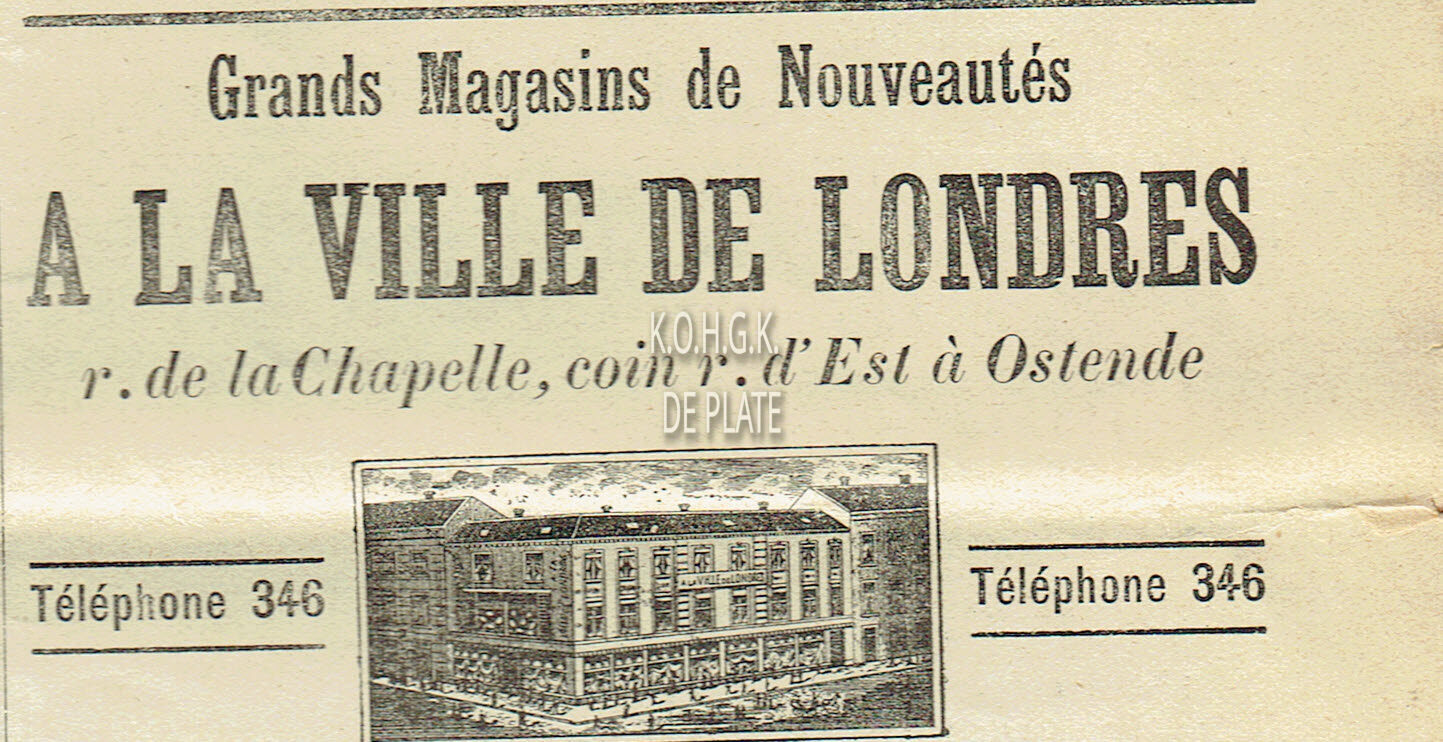 Grands Magasins de Nouveautés
A LA VILLE DE LONDRES
r. de la Chapelle, coin r. d'Est à Ostende
K.O.H.G.K.
DE PLATE
Téléphone 346
A LA VILLE DE LONDRES
Téléphone 346